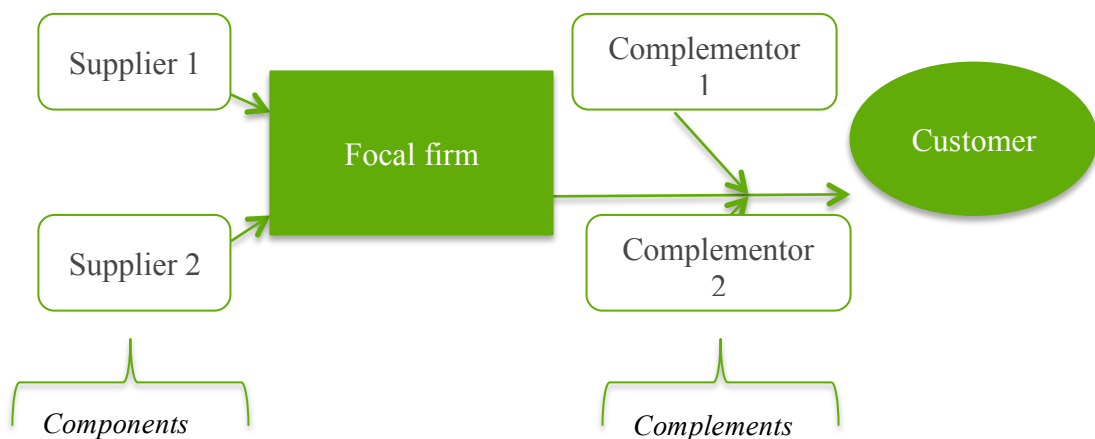 Supplier 1
Complementor
1
Focal firm
Customer
Supplier 2
Complementor
2
Components
Complements